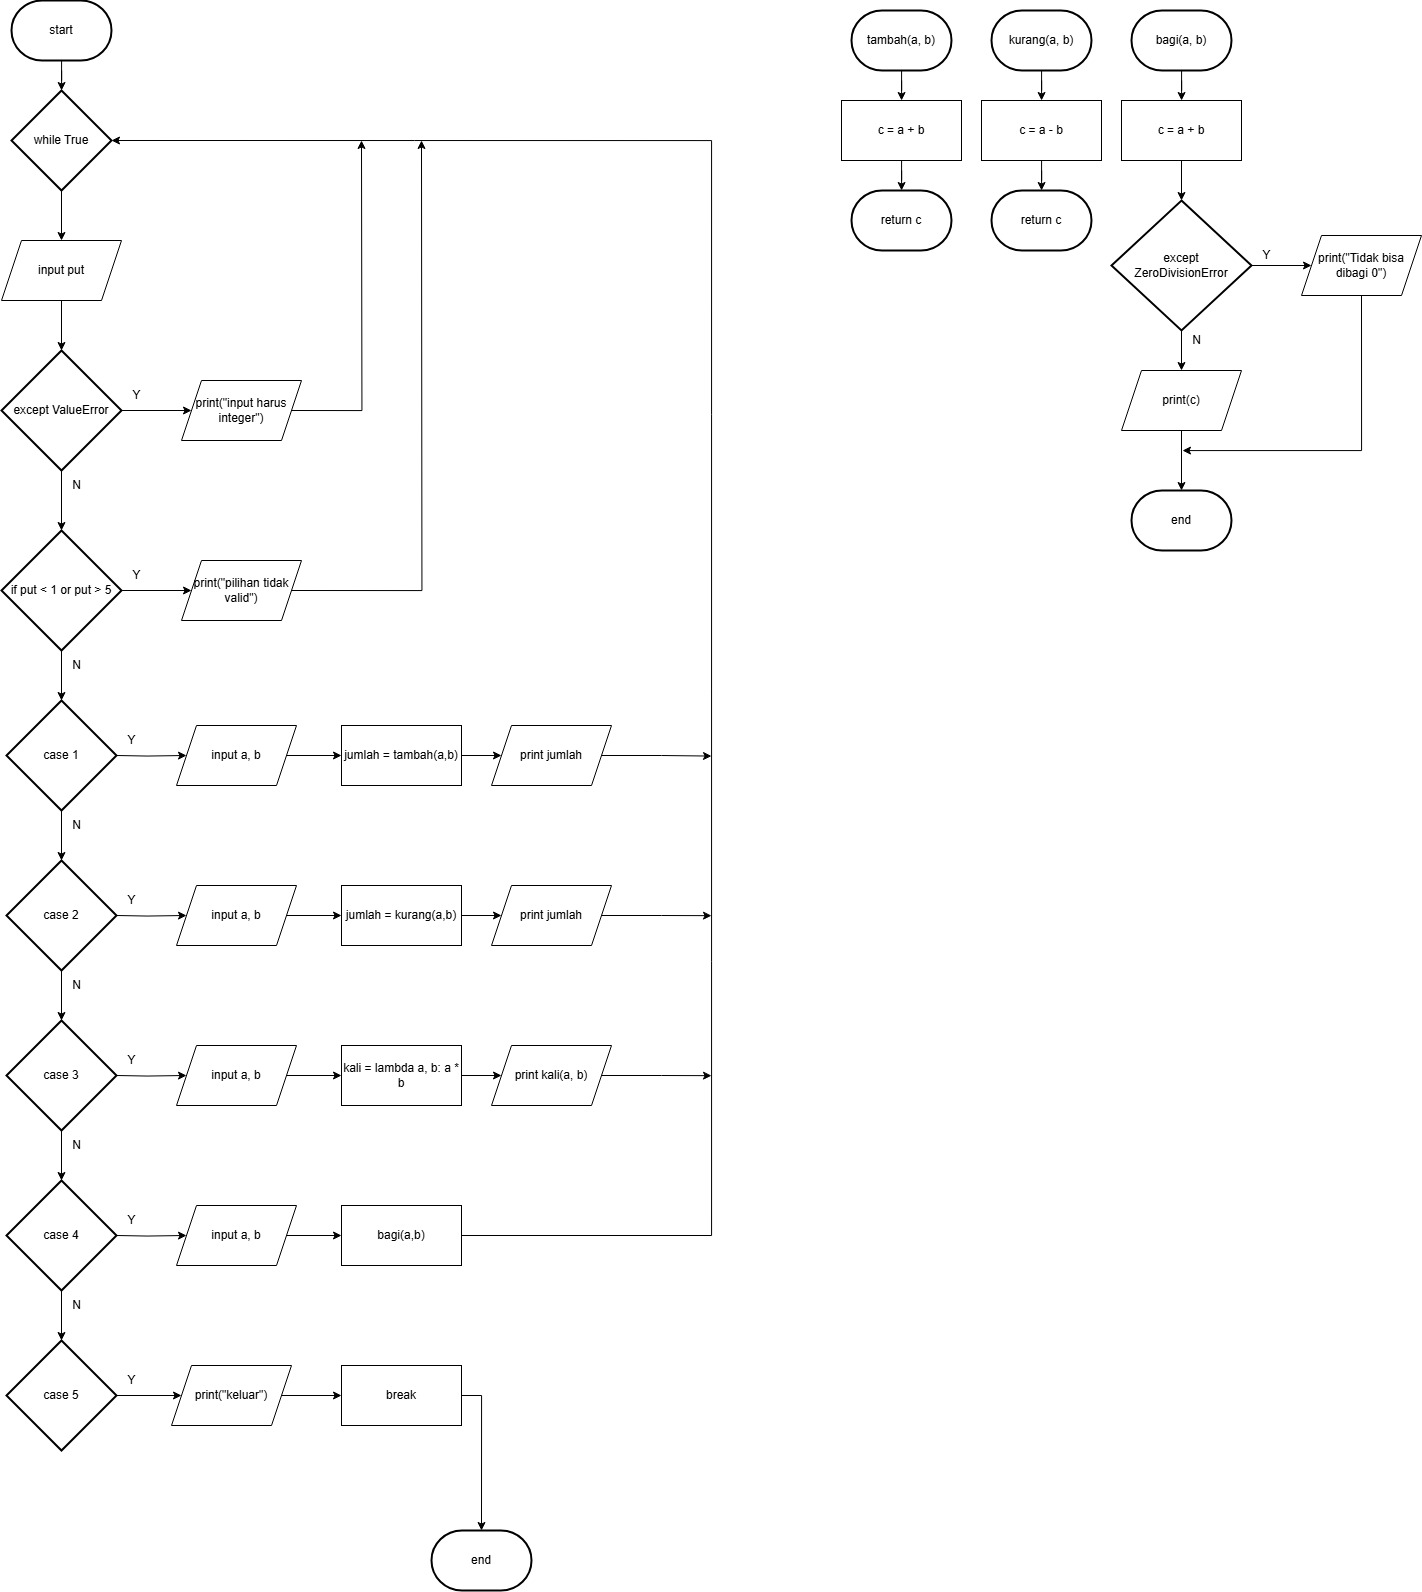 start
while True
input put
except ValueError
Y
print("input harus
integer")
N
if put < 1 or put > 5
Y
print("pilihan tidak
valid")
N
case 1
Y
input a, b
jumlah = tambah(a,b)
print jumlah
N
case 2
Y
input a, b
jumlah = kurang(a,b)
print jumlah
N
case 3
Y
input a, b
kali = lambda a, b: a *
b
print kali(a, b)
N
case 4
Y
input a, b
bagi(a,b)
N
case 5
Y
print("keluar")
break
end
tambah(a, b)
c = a + b
return c
kurang(a, b)
c = a - b
return c
bagi(a, b)
c = a + b
except
ZeroDivisionError
Y
print("Tidak bisa
dibagi 0")
N
print(c)
end